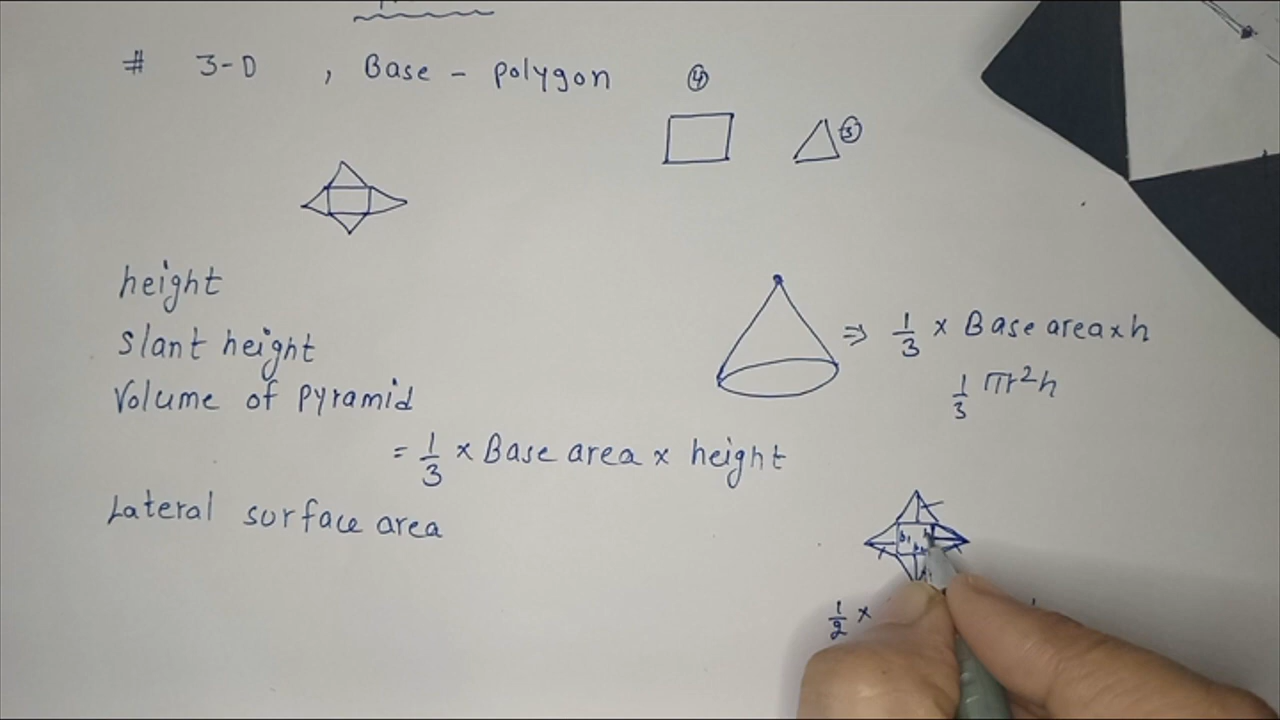 # 3-D , Base - polygon
4
3
height
slant height
⇒ 1/3 × Base area × h
1/3 πr²h
Volume of pyramid
= 1/3 × Base area × height
Lateral surface area
b₁
1/2 ×